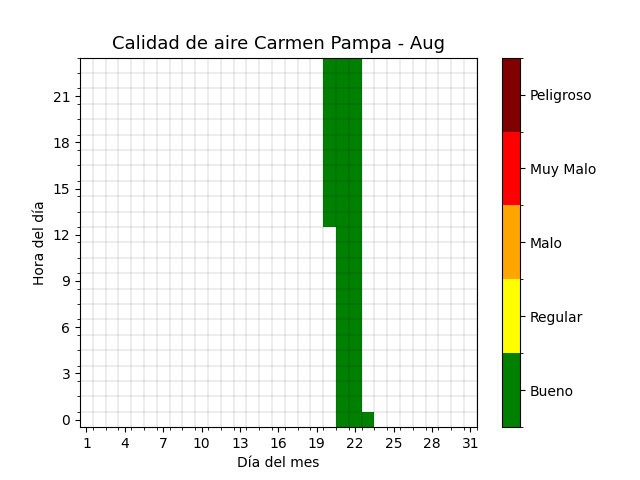 Calidad de aire Carmen Pampa - Aug
Hora del día
21
18
15
12
9
6
3
0
1 4 7 10 13 16 19 22 25 28 31
Día del mes
Peligroso
Muy Malo
Malo
Regular
Bueno